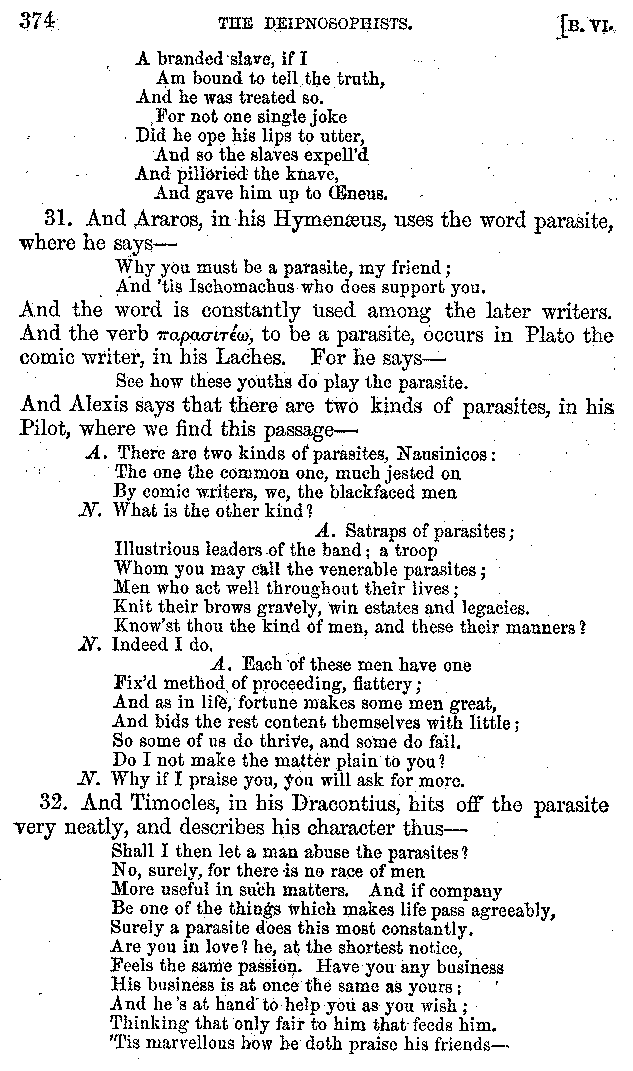 374 THE DEIPNOSOPHISTS. [B. VI.
A branded slave, if I
Am bound to tell the truth,
And he was treated so.
For not one single joke
Did he ope his lips to utter,
And so the slaves expell'd
And pilloried the knave,
And gave him up to Œneus.
31. And Araros, in his Hymenæus, uses the word parasite,
where he says—
Why you must be a parasite, my friend;
And 'tis Ischomachus who does support you.
And the word is constantly used among the later writers.
And the verb παρασιτέω, to be a parasite, occurs in Plato the
comic writer, in his Laches. For he says—
See how these youths do play the parasite.
And Alexis says that there are two kinds of parasites, in his
Pilot, where we find this passage—
A. There are two kinds of parasites, Nausinicos:
The one the common one, much jested on
By comic writers, we, the blackfaced men
N. What is the other kind?
A. Satraps of parasites;
Illustrious leaders of the band; a troop
Whom you may call the venerable parasites;
Men who act well throughout their lives;
Knit their brows gravely, win estates and legacies.
Know'st thou the kind of men, and these their manners?
N. Indeed I do.
A. Each of these men have one
Fix'd method of proceeding, flattery;
And as in life, fortune makes some men great,
And bids the rest content themselves with little;
So some of us do thrive, and some do fail.
Do I not make the matter plain to you?
N. Why if I praise you, you will ask for more.
32. And Timocles, in his Dracontius, hits off the parasite
very neatly, and describes his character thus—
Shall I then let a man abuse the parasites?
No, surely, for there is no race of men
More useful in such matters. And if company
Be one of the things which makes life pass agreeably,
Surely a parasite does this most constantly.
Are you in love? he, at the shortest notice,
Feels the same passion. Have you any business
His business is at once the same as yours;
And he's at hand to help you as you wish;
Thinking that only fair to him that feeds him.
'Tis marvellous how he doth praise his friends—